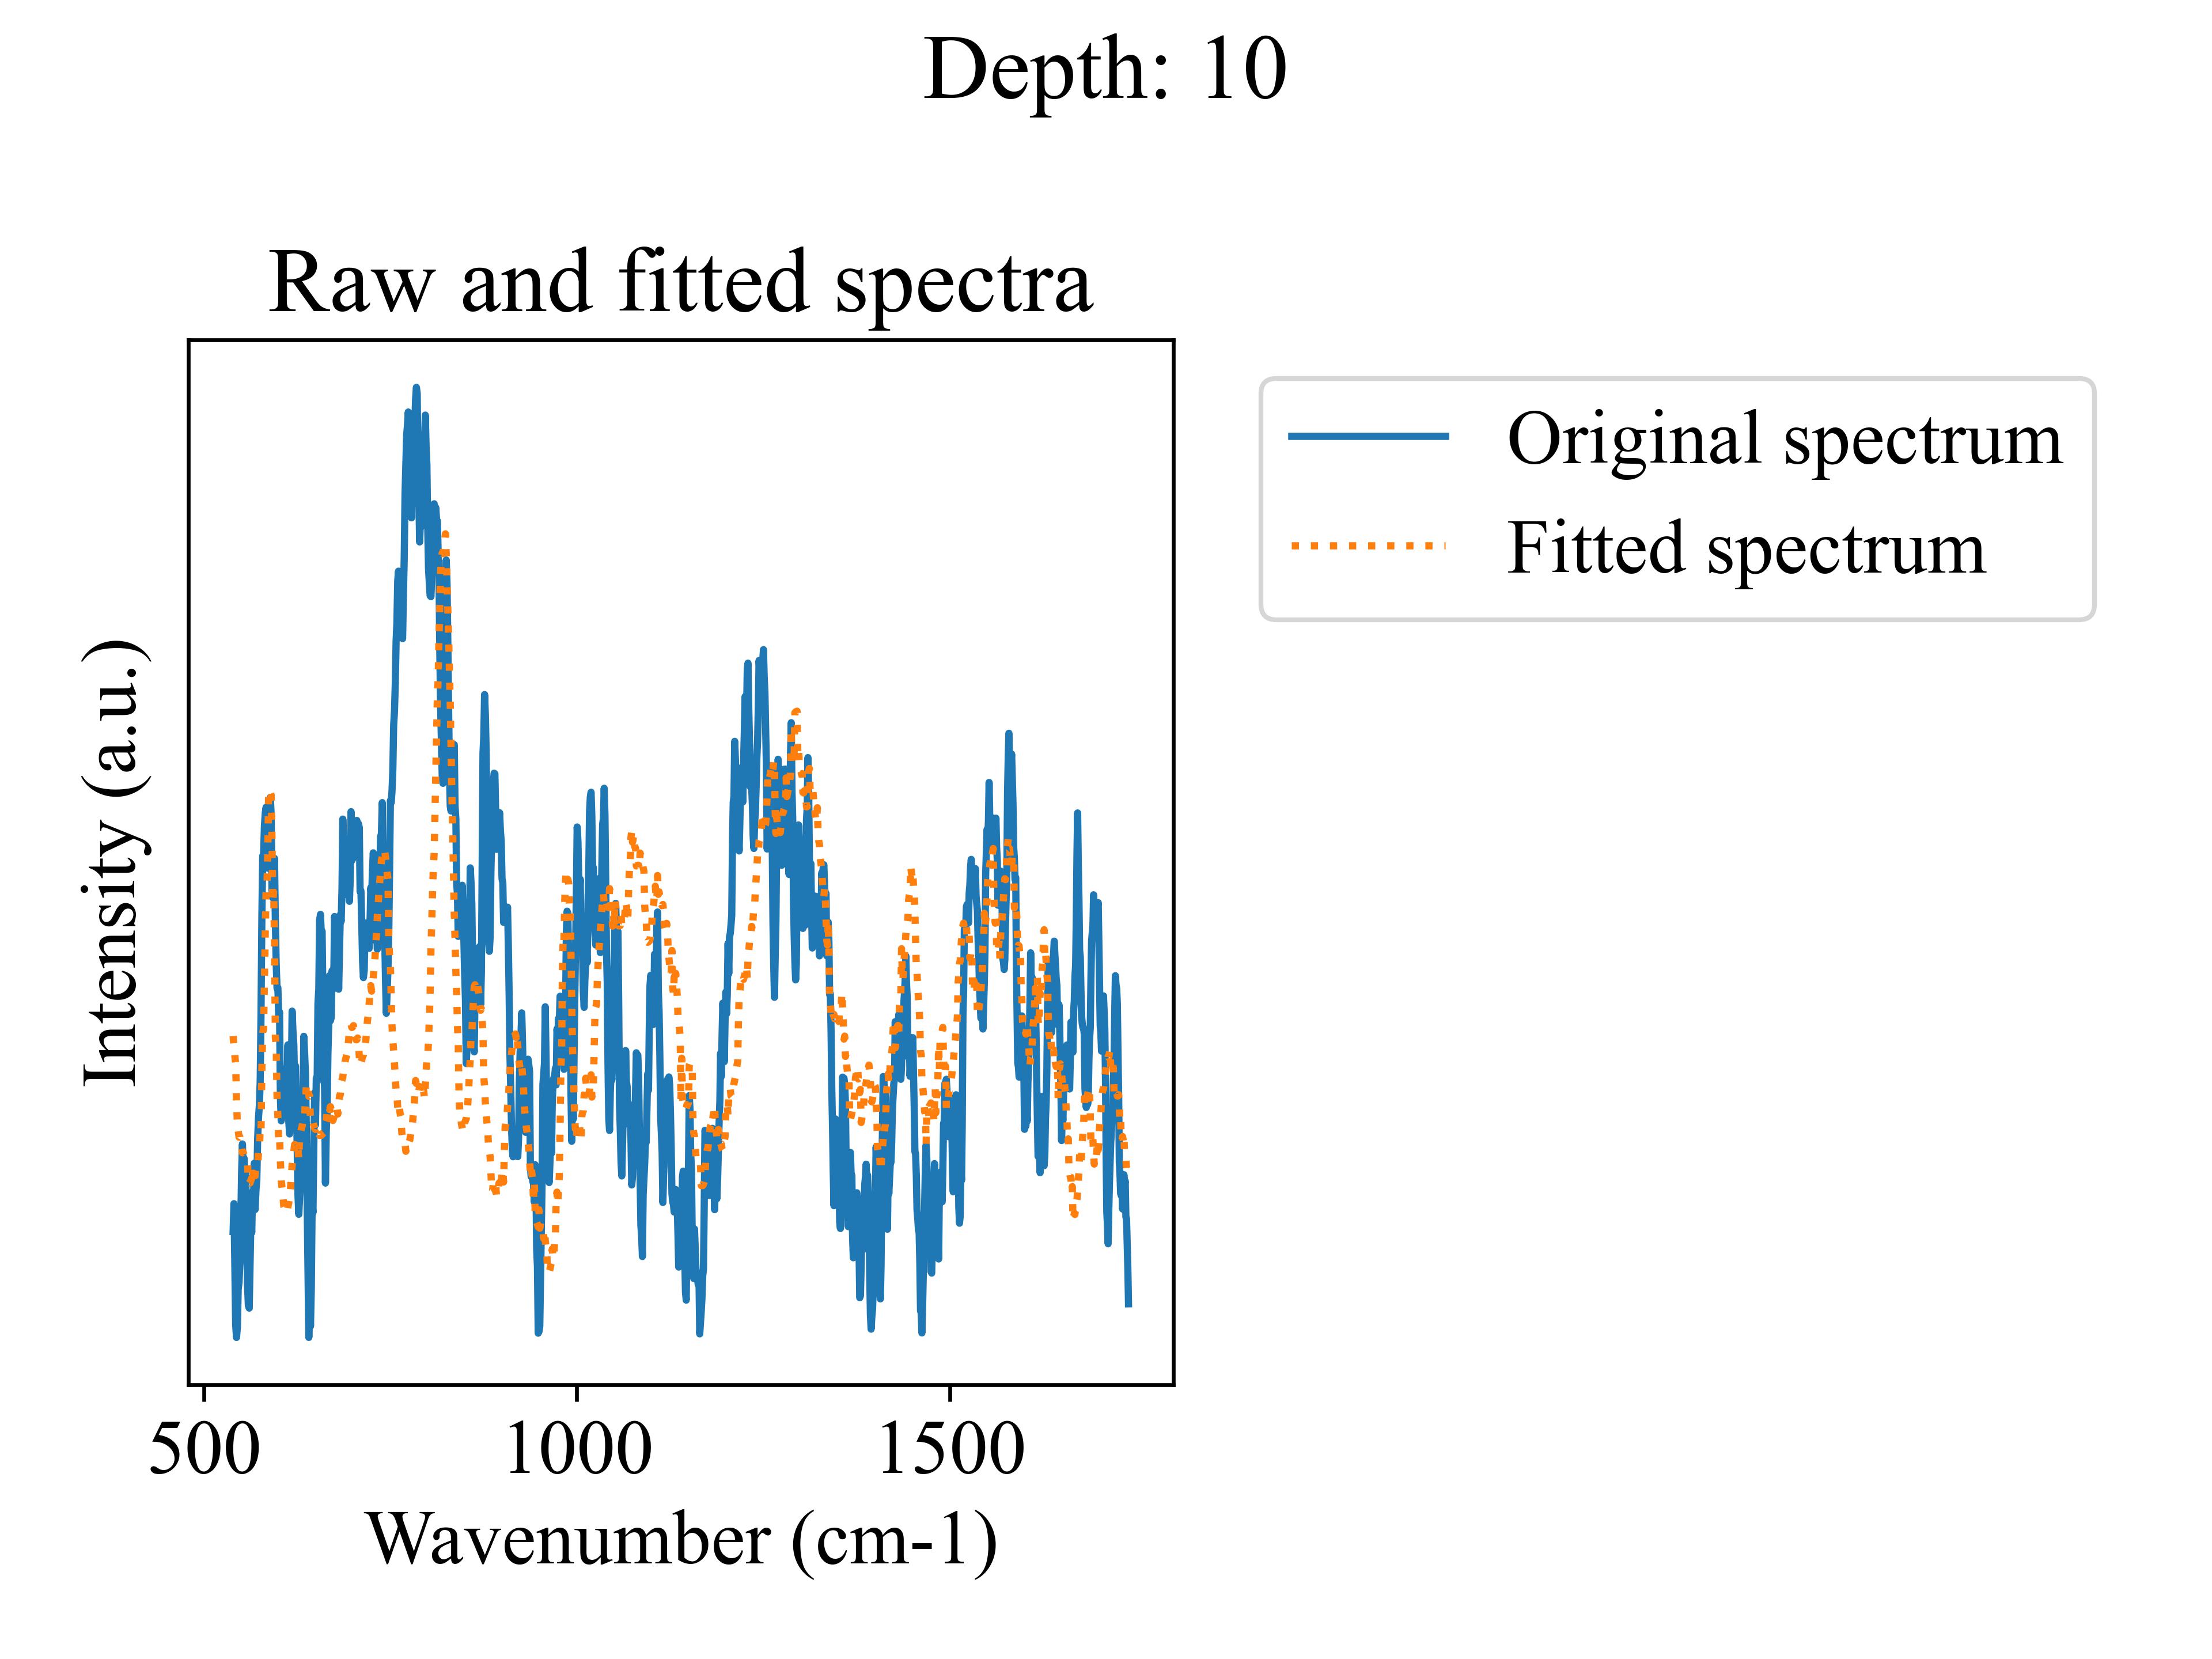 Depth: 10
Raw and fitted spectra
Original spectrum
Fitted spectrum
Intensity (a.u.)
500 1000 1500
Wavenumber (cm-1)